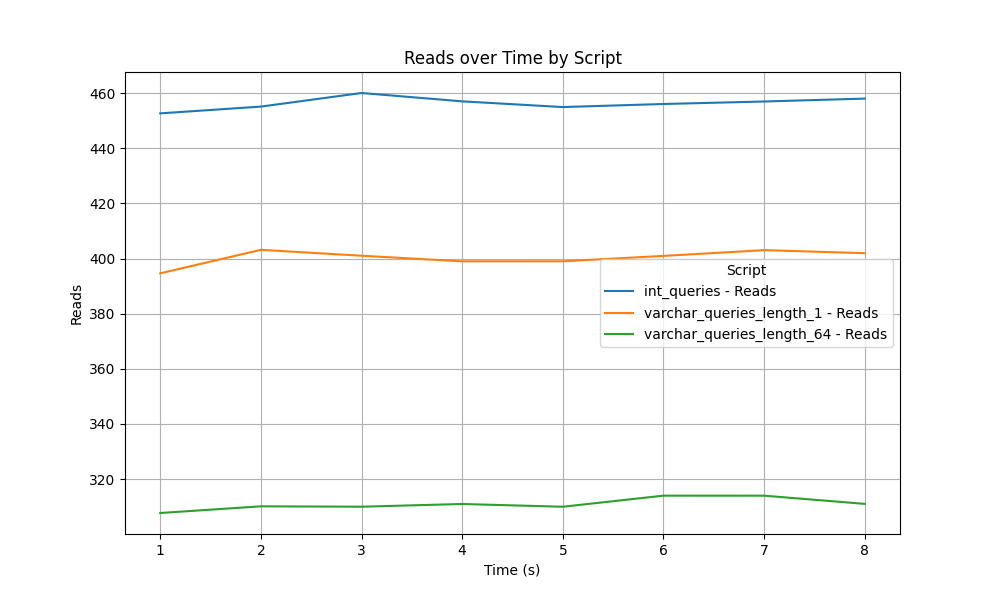 Reads over Time by Script
460
440
420
400
380
360
340
320
Reads
Script
int_queries - Reads
varchar_queries_length_1 - Reads
varchar_queries_length_64 - Reads
1 2 3 4 5 6 7 8
Time (s)